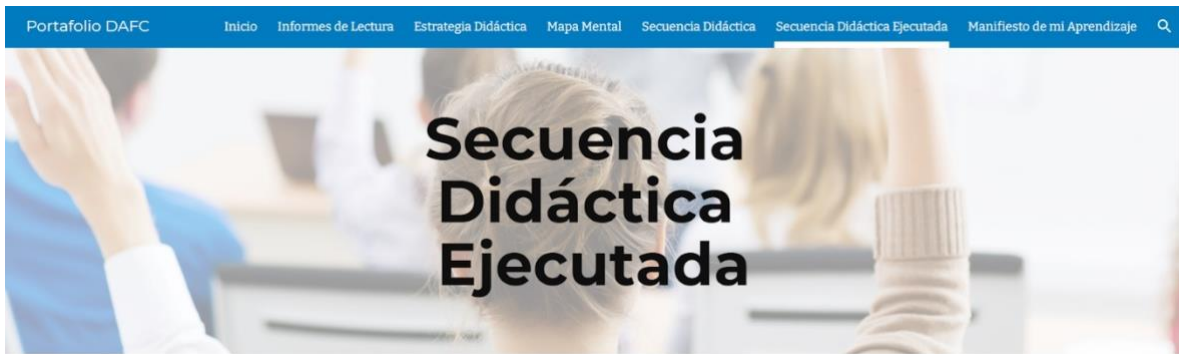 Portafolio DAFC Inicio Informes de Lectura Estrategia Didáctica Mapa Mental Secuencia Didáctica Secuencia Didáctica Ejecutada Manifiesto de mi Aprendizaje
Secuencia
Didáctica
Ejecutada